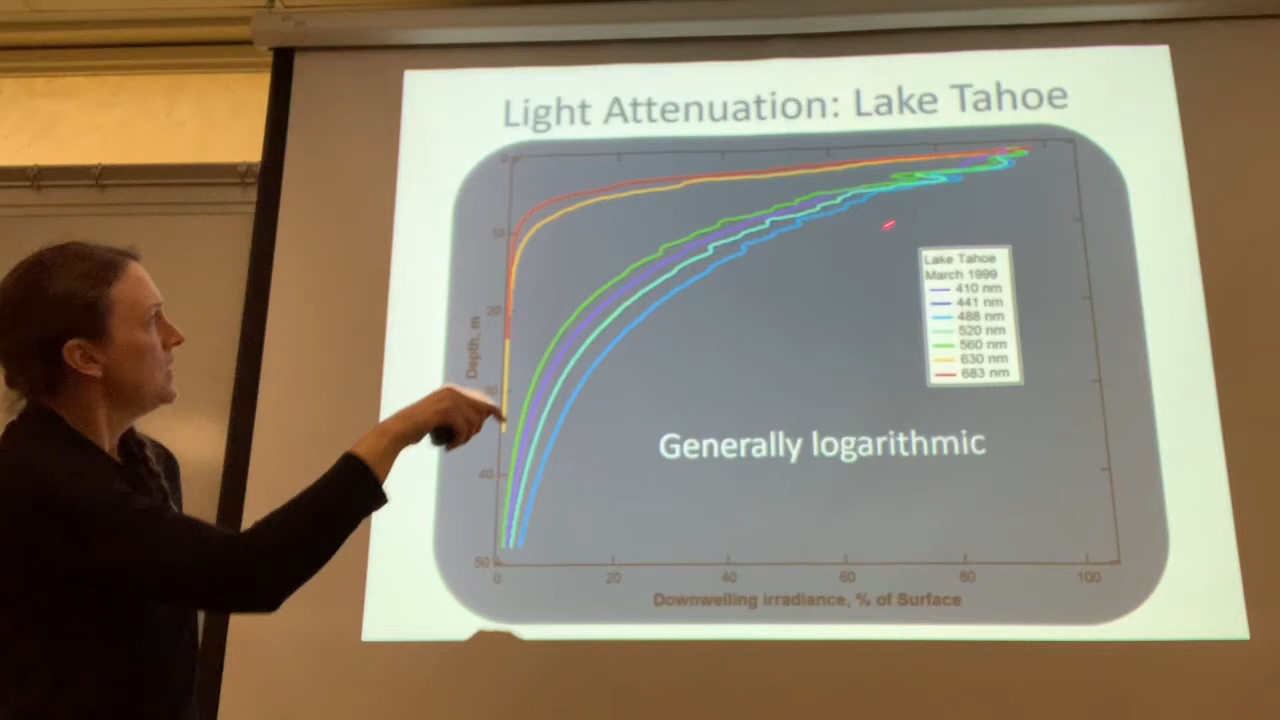 Light Attenuation: Lake Tahoe
0
10
20
30
40
50
Depth, m
Lake Tahoe
March 1999
410 nm
441 nm
488 nm
520 nm
560 nm
630 nm
683 nm
Generally logarithmic
0 20 40 60 80 100
Downwelling irradiance, % of Surface